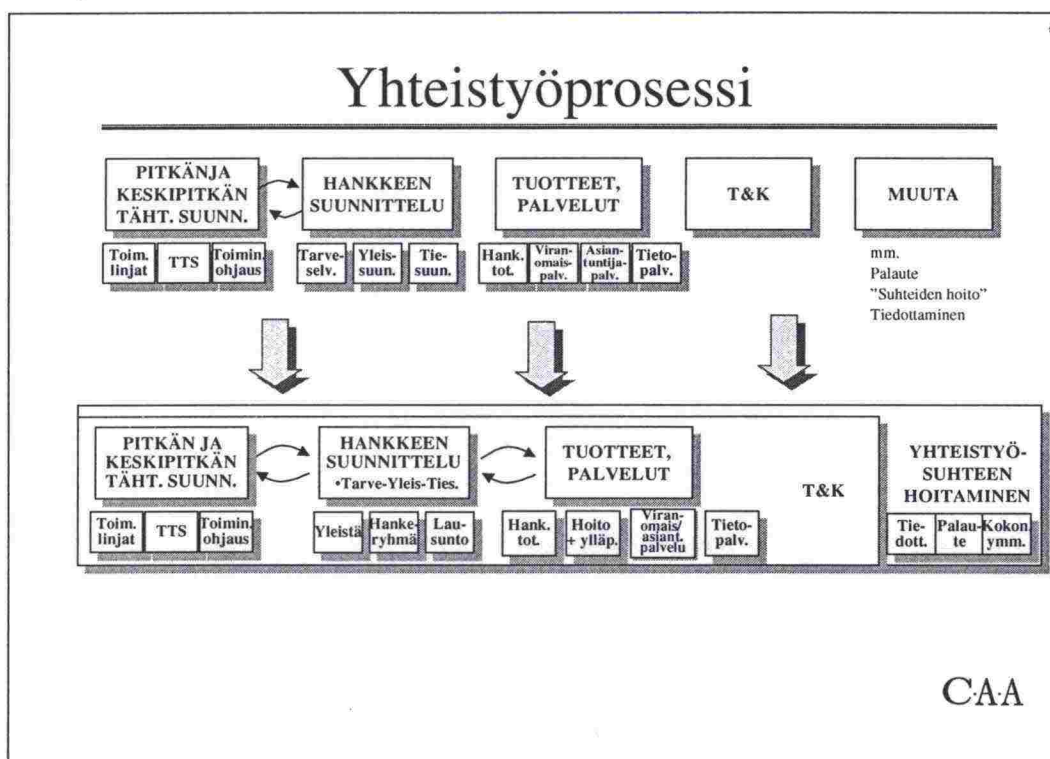 Yhteistyöprosessi
PITKÄNJA
KESKIPITKÄN
TÄHT. SUUNN.
HANKKEEN
SUUNNITTELU
TUOTTEET,
PALVELUT
T&K
MUUTA
Toim.
linjat
TTS
Toimin.
ohjaus
Tarve-
selv.
Yleis-
suun.
Tie-
suun.
Hank.
tot.
Viran-
omais-
palv.
Asian-
tuntija-
palv.
Tieto-
palv.
mm.
Palaute
"Suhteiden hoito"
Tiedottaminen
PITKÄN JA
KESKIPITKÄN
TÄHT. SUUNN.
HANKKEEN
SUUNNITTELU
•Tarve-Yleis-Ties.
TUOTTEET,
PALVELUT
T&K
YHTEISTYÖ-
SUHTEEN
HOITAMINEN
Toim.
linjat
TTS
Toimin.
ohjaus
Yleistä
Hanke-
ryhmä
Lau-
sunto
Hank.
tot.
Hoito
+ ylläp.
Viran-
omais/
asiant.
palvelu
Tieto-
palv.
Tie-
dott.
Palau-
te
Kokon.
ymm.
C·A·A